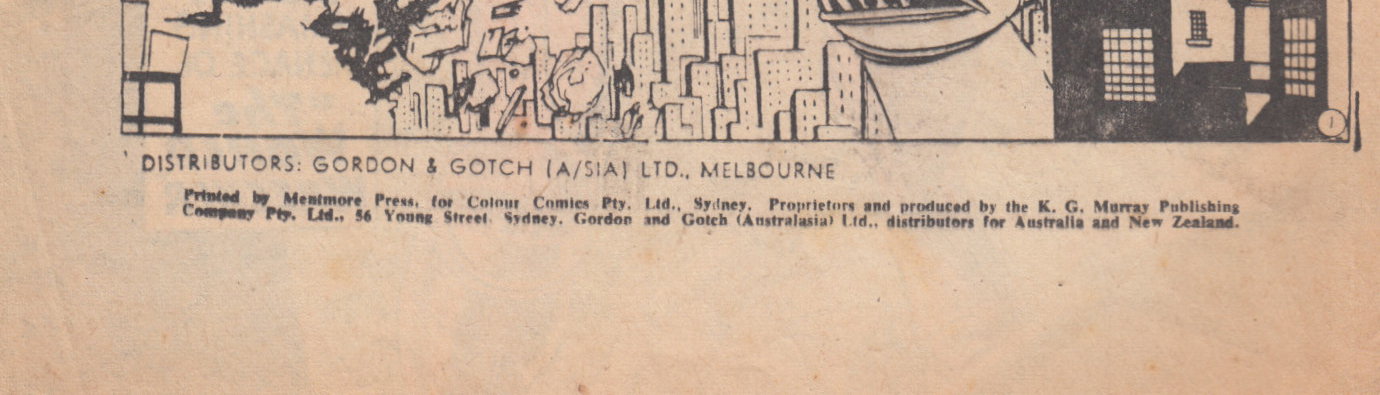 1
DISTRIBUTORS: GORDON & GOTCH (A/SIA) LTD., MELBOURNE
Printed by Mentmore Press, for Colour Comics Pty. Ltd., Sydney. Proprietors and produced by the K. G. Murray Publishing
Company Pty. Ltd., 56 Young Street, Sydney. Gordon and Gotch (Australasia) Ltd., distributors for Australia and New Zealand.